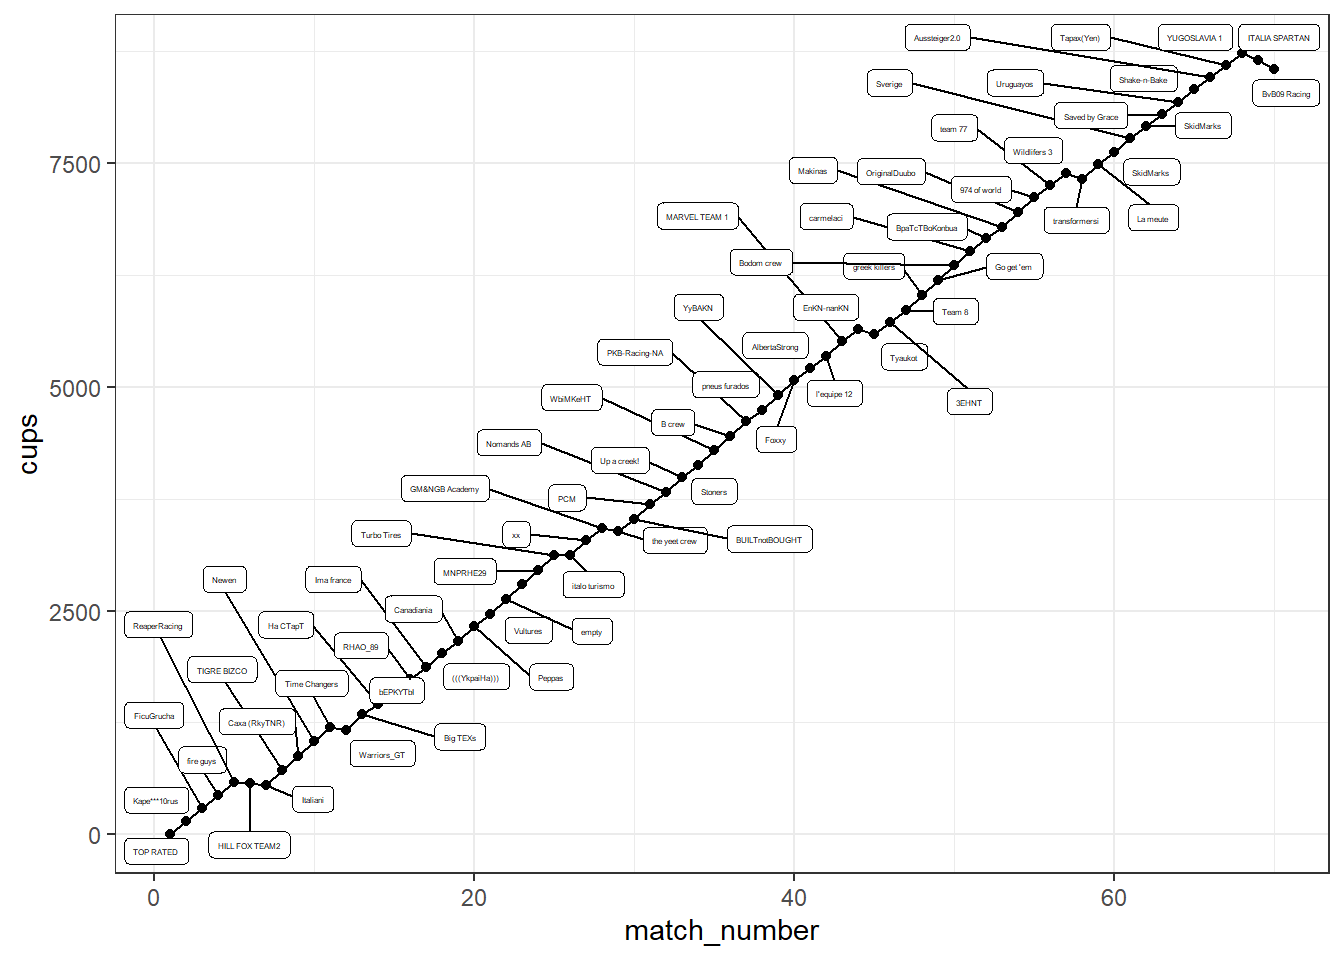 Aussteiger2.0
Tapax(Yen)
YUGOSLAVIA 1
ITALIA SPARTAN
Sverige
Uruguayos
Shake-n-Bake
BvB09 Racing
Saved by Grace
SkidMarks
team 77
Wildlifers 3
7500
Makinas
OriginalDuubo
SkidMarks
974 of world
MARVEL TEAM 1
carmelaci
transformersi
La meute
BpaTcTBoKonbua
Bodom crew
greek killers
Go get 'em
YyBAKN
EnKN-nanKN
Team 8
AlbertaStrong
PKB-Racing-NA
Tyaukot
5000
pneus furados
l'equipe 12
WbiMKeHT
3EHNT
B crew
Foxxy
Nomands AB
Up a creek!
GM&NGB Academy
PCM
Stoners
Turbo Tires
xx
the yeet crew
BUILTnotBOUGHT
MNPRHE29
Newen
Ima france
italo turismo
2500
Canadiania
ReaperRacing
Ha CTapT
Vultures
empty
RHAO_89
TIGRE BIZCO
Time Changers
bEPKYTbI
(((YkpaiHa)))
Peppas
FicuGrucha
Caxa (RkyTNR)
Big TEXs
fire guys
Warriors_GT
Kape***10rus
Italiani
0
TOP RATED
HILL FOX TEAM2
0
20
40
60
match_number
cups